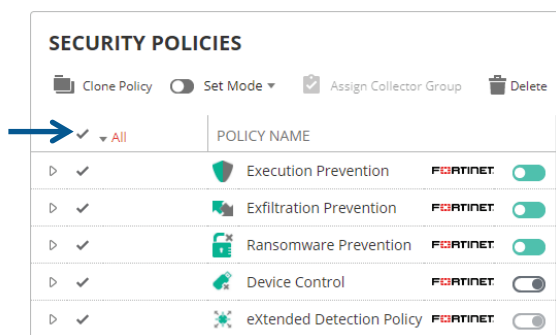 SECURITY POLICIES
Clone Policy Set Mode Assign Collector Group Delete
All POLICY NAME
Execution Prevention FORTINET
Exfiltration Prevention FORTINET
Ransomware Prevention FORTINET
Device Control FORTINET
eXtended Detection Policy FORTINET